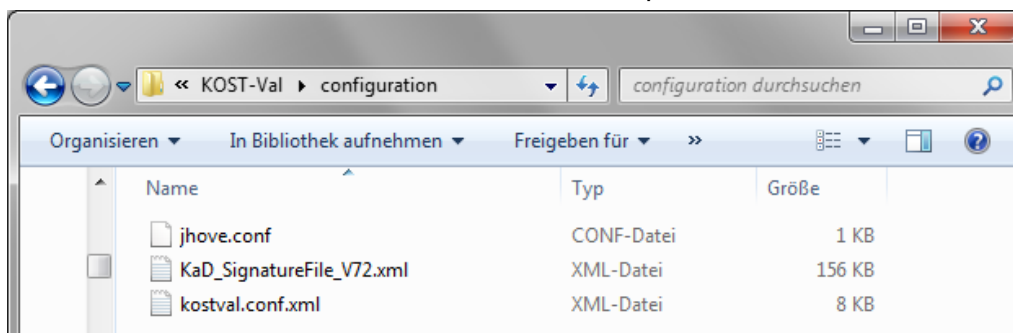 « KOST-Val ▸ configuration configuration durchsuchen
Organisieren ▾ In Bibliothek aufnehmen ▾ Freigeben für ▾ »
Name Typ Größe
jhove.conf CONF-Datei 1 KB
KaD_SignatureFile_V72.xml XML-Datei 156 KB
kostval.conf.xml XML-Datei 8 KB